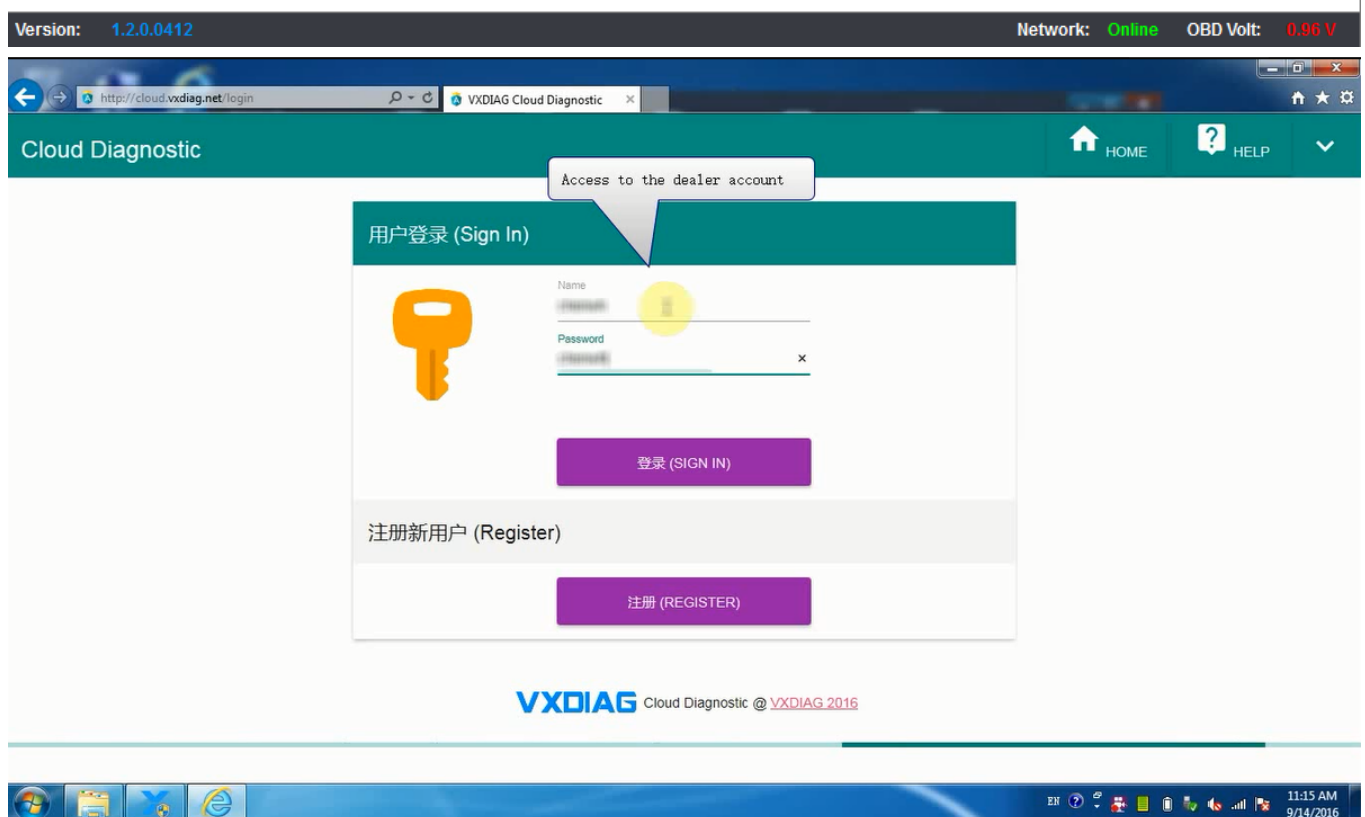 Version: 1.2.0.0412 Network: Online OBD Volt: 0.96 V
http://cloud.vxdiag.net/login VXDIAG Cloud Diagnostic
Cloud Diagnostic HOME HELP
Access to the dealer account
用户登录 (Sign In)
Name
Password
登录 (SIGN IN)
注册新用户 (Register)
注册 (REGISTER)
VXDIAG Cloud Diagnostic @ VXDIAG 2016
EN 11:15 AM
9/14/2016